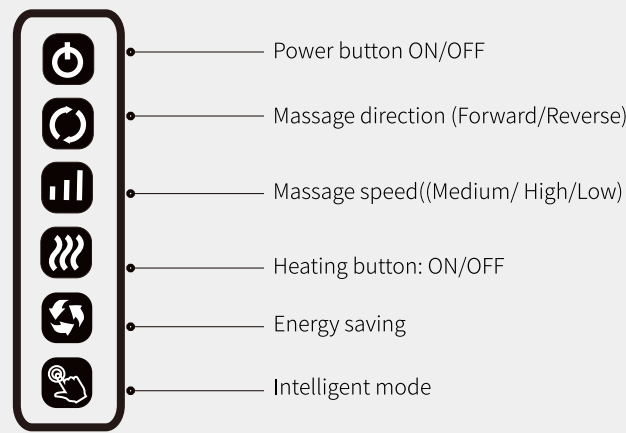 Power button ON/OFF
Massage direction (Forward/Reverse)
Massage speed((Medium/ High/Low)
Heating button: ON/OFF
Energy saving
Intelligent mode